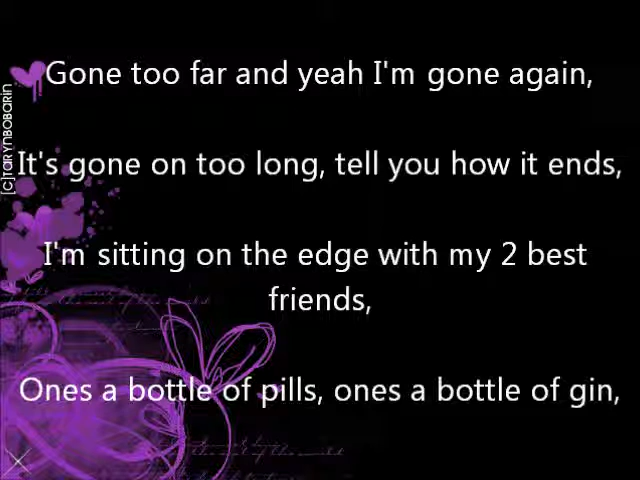 Gone too far and yeah I'm gone again,
It's gone on too long, tell you how it ends,
I'm sitting on the edge with my 2 best
friends,
Ones a bottle of pills, ones a bottle of gin,
[C]TARYNBOBARIN